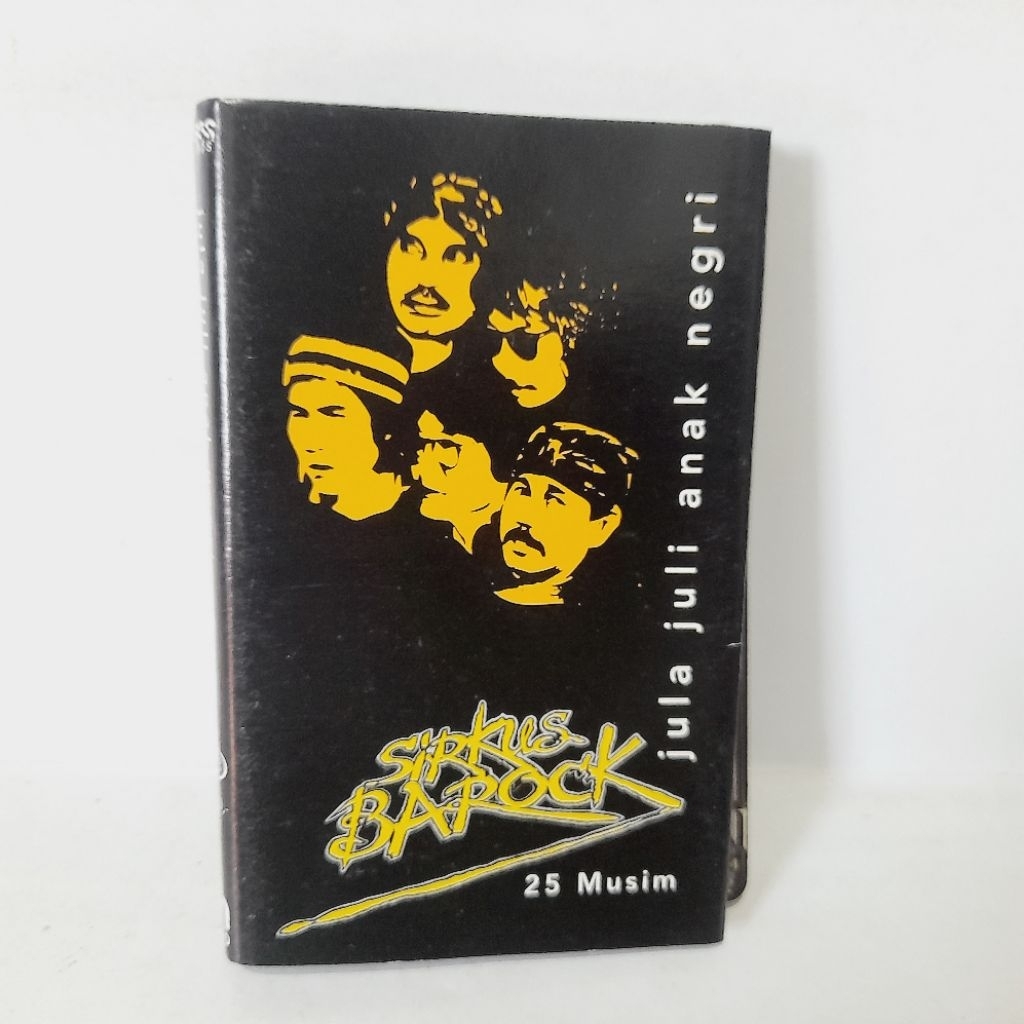 jula juli anak negri
SiRKUS
BAROCK
25 Musim